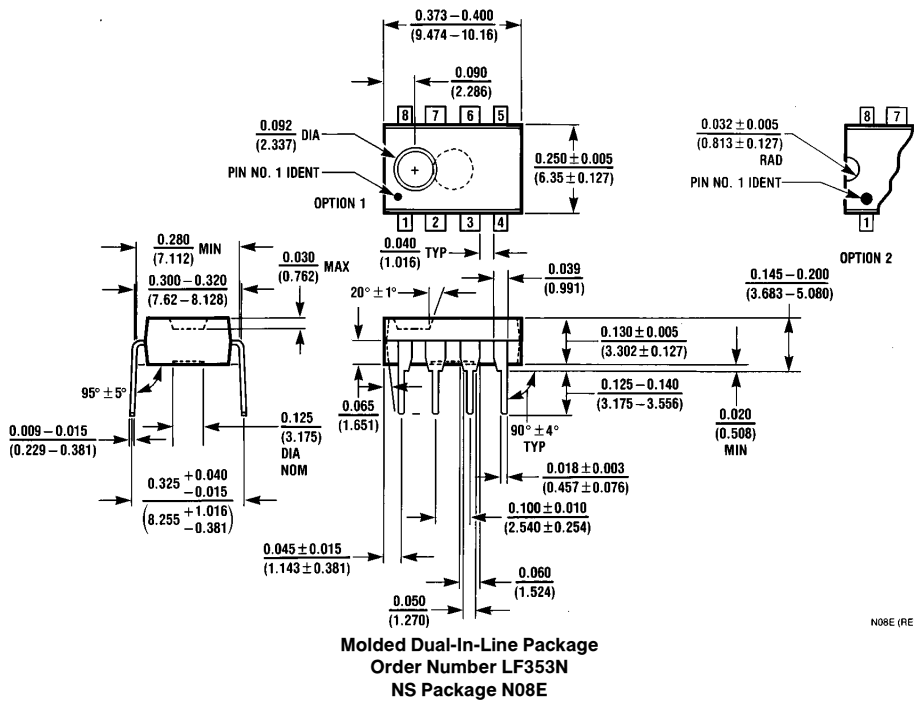 0.373 – 0.400
(9.474 – 10.16)
0.090
(2.286)
8 7 6 5
0.092 DIA
(2.337)
PIN NO. 1 IDENT
OPTION 1
+
1 2 3 4
0.250 ± 0.005
(6.35 ± 0.127)
0.032 ± 0.005
(0.813 ± 0.127)
RAD
PIN NO. 1 IDENT
8 7
1
OPTION 2
0.280 MIN
(7.112)
0.300 – 0.320
(7.62 – 8.128)
0.030 MAX
(0.762)
0.040 TYP
(1.016)
0.039
(0.991)
20° ± 1°
0.145 – 0.200
(3.683 – 5.080)
0.130 ± 0.005
(3.302 ± 0.127)
95° ± 5°
0.009 – 0.015
(0.229 – 0.381)
0.125
(3.175)
DIA
NOM
0.065
(1.651)
90° ± 4°
TYP
0.125 – 0.140
(3.175 – 3.556)
0.020
(0.508)
MIN
0.325 +0.040
–0.015
(8.255 +1.016
–0.381)
0.018 ± 0.003
(0.457 ± 0.076)
0.100 ± 0.010
(2.540 ± 0.254)
0.045 ± 0.015
(1.143 ± 0.381)
0.060
(1.524)
0.050
(1.270)
N08E (RE
Molded Dual-In-Line Package
Order Number LF353N
NS Package N08E